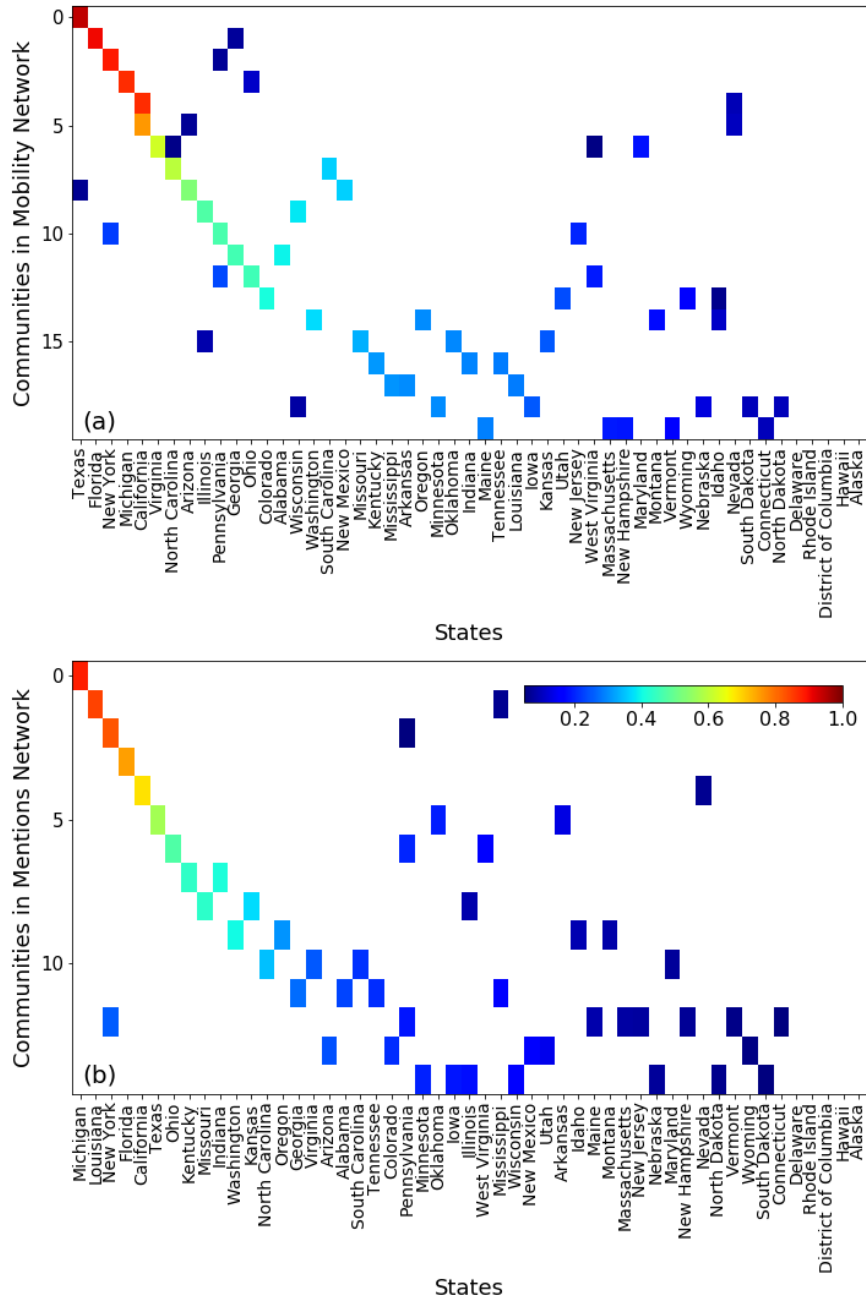 0
5
10
15
Communities in Mobility Network
(a)
Texas
Florida
New York
Michigan
California
Virginia
North Carolina
Arizona
Illinois
Pennsylvania
Georgia
Ohio
Colorado
Alabama
Wisconsin
Washington
South Carolina
New Mexico
Missouri
Kentucky
Mississippi
Arkansas
Oregon
Minnesota
Oklahoma
Indiana
Maine
Tennessee
Louisiana
Iowa
Kansas
Utah
New Jersey
West Virginia
Massachusetts
New Hampshire
Maryland
Montana
Vermont
Wyoming
Nebraska
Idaho
Nevada
South Dakota
Connecticut
North Dakota
Delaware
Rhode Island
District of Columbia
Hawaii
Alaska
States
0
5
10
Communities in Mentions Network
0.2
0.4
0.6
0.8
1.0
(b)
Michigan
Louisiana
New York
Florida
California
Texas
Ohio
Kentucky
Missouri
Indiana
Washington
Kansas
North Carolina
Oregon
Georgia
Virginia
Arizona
Alabama
South Carolina
Tennessee
Colorado
Pennsylvania
Minnesota
Oklahoma
Iowa
Illinois
West Virginia
Mississippi
Wisconsin
New Mexico
Utah
Arkansas
Idaho
Maine
Montana
Massachusetts
New Jersey
Nebraska
Maryland
New Hampshire
Nevada
North Dakota
Vermont
Wyoming
South Dakota
Connecticut
Delaware
Rhode Island
District of Columbia
Hawaii
Alaska
States